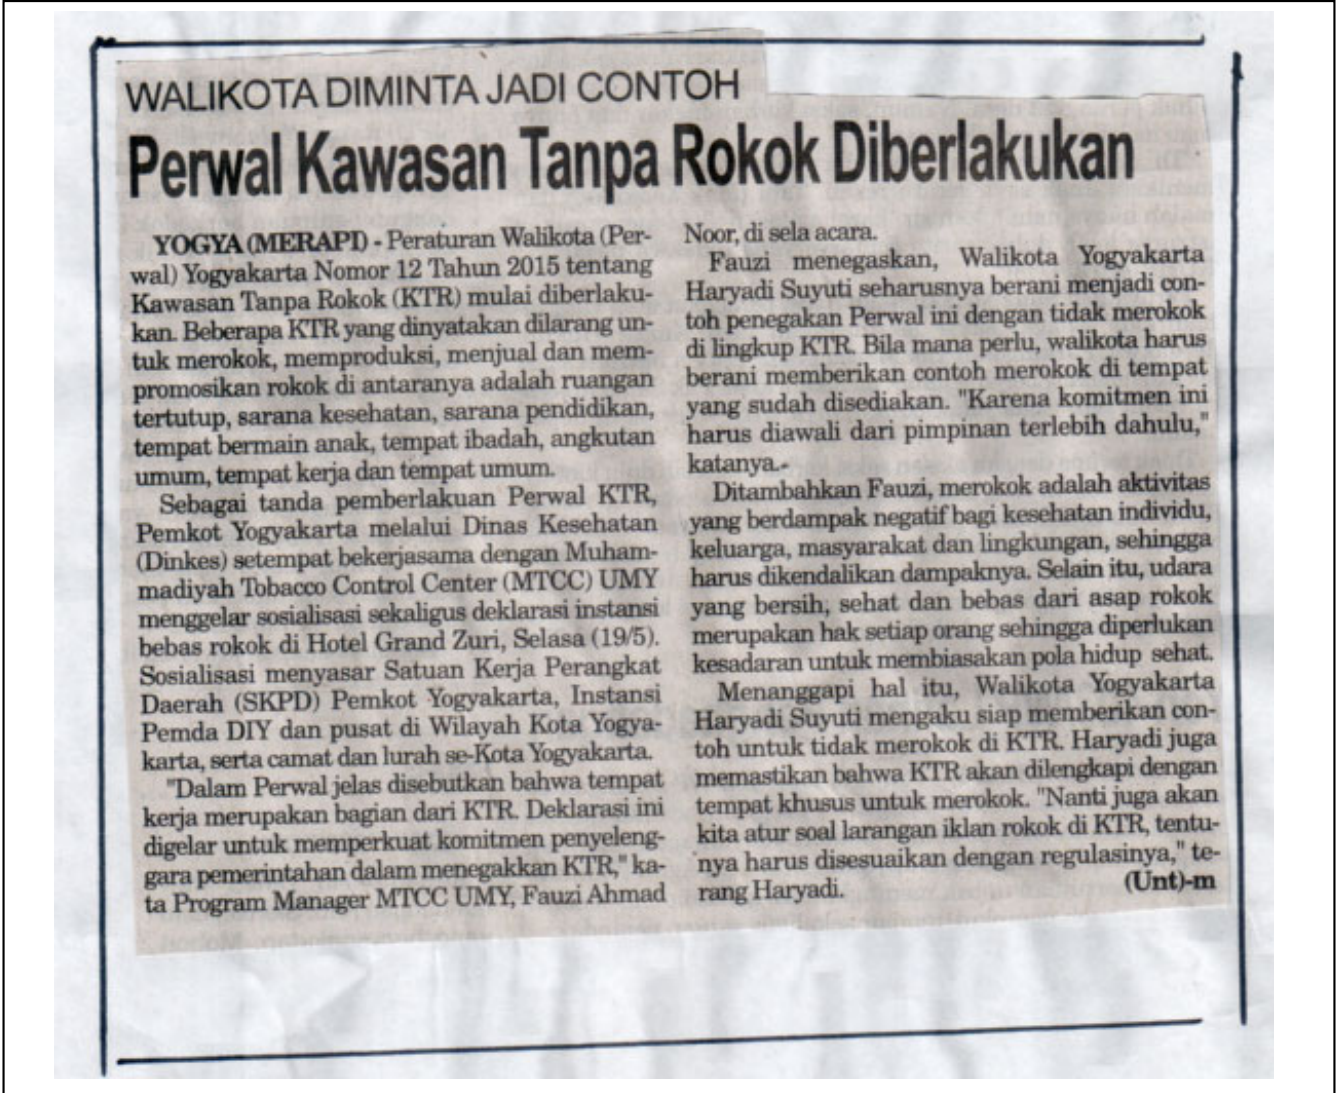 WALIKOTA DIMINTA JADI CONTOH
Perwal Kawasan Tanpa Rokok Diberlakukan
YOGYA (MERAPI) - Peraturan Walikota (Per-
wal) Yogyakarta Nomor 12 Tahun 2015 tentang
Kawasan Tanpa Rokok (KTR) mulai diberlaku-
kan. Beberapa KTR yang dinyatakan dilarang un-
tuk merokok, memproduksi, menjual dan mem-
promosikan rokok di antaranya adalah ruangan
tertutup, sarana kesehatan, sarana pendidikan,
tempat bermain anak, tempat ibadah, angkutan
umum, tempat kerja dan tempat umum.
Sebagai tanda pemberlakuan Perwal KTR,
Pemkot Yogyakarta melalui Dinas Kesehatan
(Dinkes) setempat bekerjasama dengan Muham-
madiyah Tobacco Control Center (MTCC) UMY
menggelar sosialisasi sekaligus deklarasi instansi
bebas rokok di Hotel Grand Zuri, Selasa (19/5).
Sosialisasi menyasar Satuan Kerja Perangkat
Daerah (SKPD) Pemkot Yogyakarta, Instansi
Pemda DIY dan pusat di Wilayah Kota Yogya-
karta, serta camat dan lurah se-Kota Yogyakarta.
"Dalam Perwal jelas disebutkan bahwa tempat
kerja merupakan bagian dari KTR. Deklarasi ini
digelar untuk memperkuat komitmen penyeleng-
gara pemerintahan dalam menegakkan KTR," ka-
ta Program Manager MTCC UMY, Fauzi Ahmad
Noor, di sela acara.
Fauzi menegaskan, Walikota Yogyakarta
Haryadi Suyuti seharusnya berani menjadi con-
toh penegakan Perwal ini dengan tidak merokok
di lingkup KTR. Bila mana perlu, walikota harus
berani memberikan contoh merokok di tempat
yang sudah disediakan. "Karena komitmen ini
harus diawali dari pimpinan terlebih dahulu,"
katanya.-
Ditambahkan Fauzi, merokok adalah aktivitas
yang berdampak negatif bagi kesehatan individu,
keluarga, masyarakat dan lingkungan, sehingga
harus dikendalikan dampaknya. Selain itu, udara
yang bersih, sehat dan bebas dari asap rokok
merupakan hak setiap orang sehingga diperlukan
kesadaran untuk membiasakan pola hidup sehat.
Menanggapi hal itu, Walikota Yogyakarta
Haryadi Suyuti mengaku siap memberikan con-
toh untuk tidak merokok di KTR. Haryadi juga
memastikan bahwa KTR akan dilengkapi dengan
tempat khusus untuk merokok. "Nanti juga akan
kita atur soal larangan iklan rokok di KTR, tentu-
nya harus disesuaikan dengan regulasinya," te-
rang Haryadi. (Unt)-m